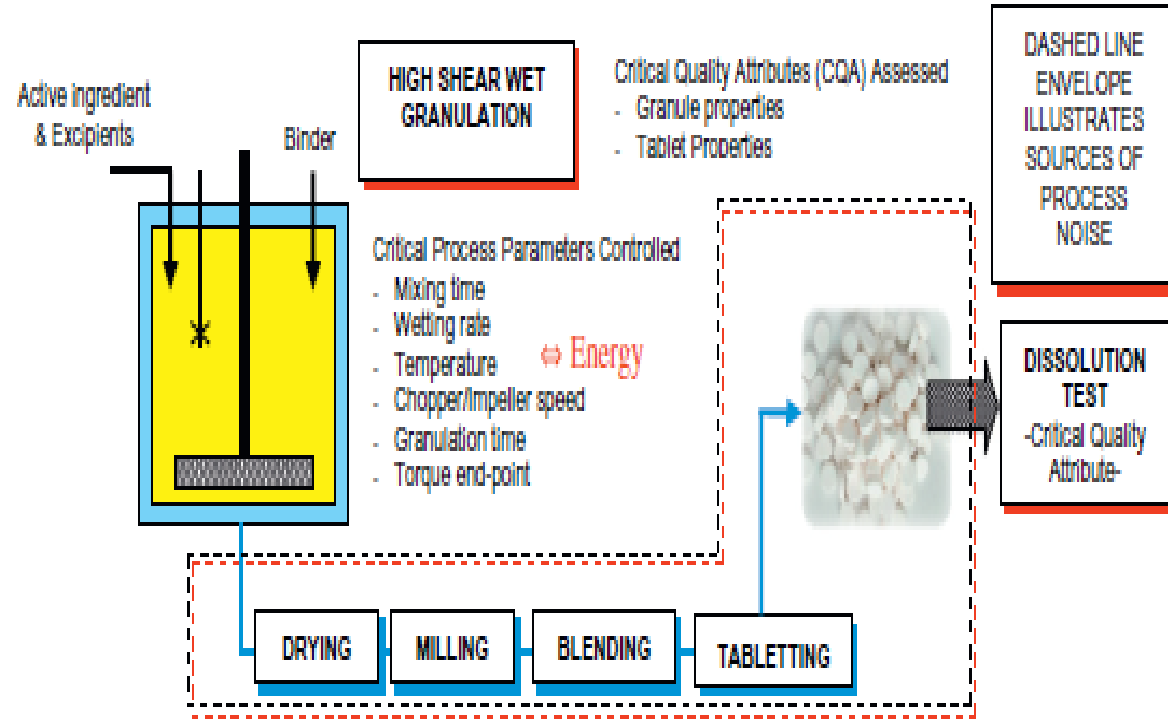 Active ingredient
& Excipients
Binder
HIGH SHEAR WET
GRANULATION
Critical Quality Attributes (CQA) Assessed
- Granule properties
- Tablet Properties
DASHED LINE
ENVELOPE
ILLUSTRATES
SOURCES OF
PROCESS
NOISE
Critical Process Parameters Controlled
- Mixing time
- Wetting rate
- Temperature
⇔ Energy
- Chopper/Impeller speed
- Granulation time
- Torque end-point
DISSOLUTION
TEST
-Critical Quality
Attribute-
DRYING
MILLING
BLENDING
TABLETTING